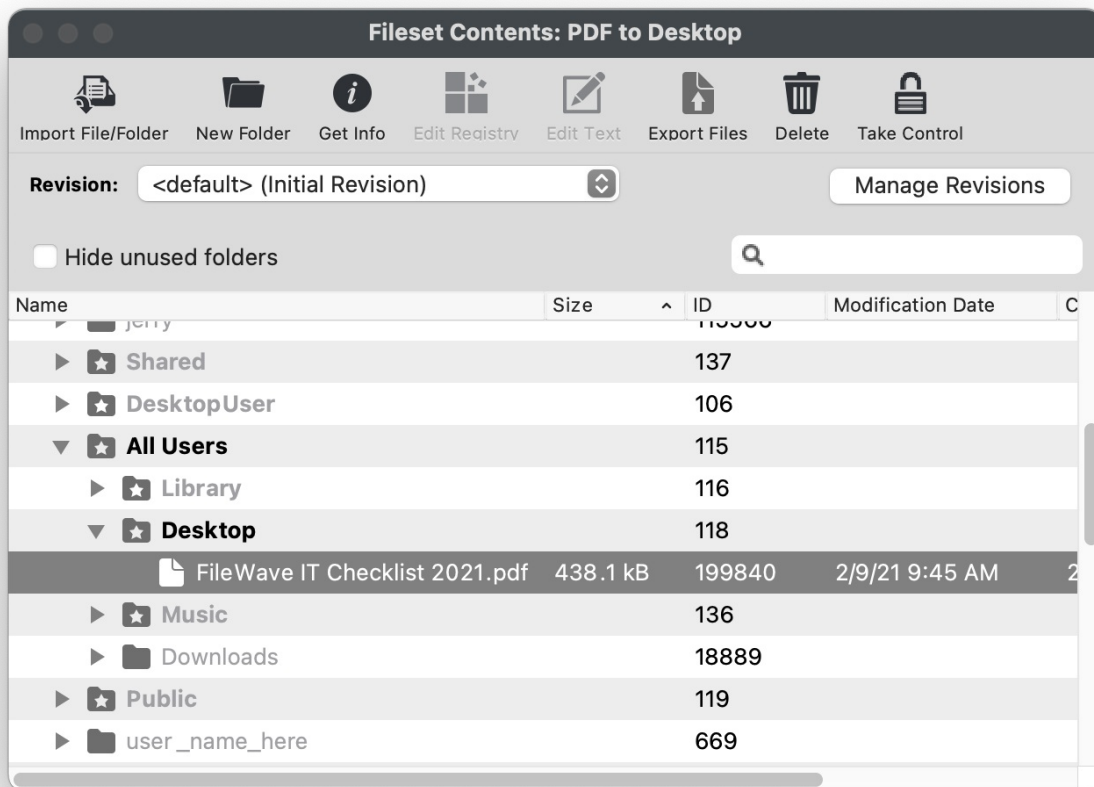 Fileset Contents: PDF to Desktop
Import File/Folder New Folder Get Info Edit Registry Edit Text Export Files Delete Take Control
Revision: <default> (Initial Revision) Manage Revisions
Hide unused folders
Name Size ID Modification Date C
jerry
Shared 137
DesktopUser 106
All Users 115
Library 116
Desktop 118
FileWave IT Checklist 2021.pdf 438.1 kB 199840 2/9/21 9:45 AM 2
Music 136
Downloads 18889
Public 119
user_name_here 669